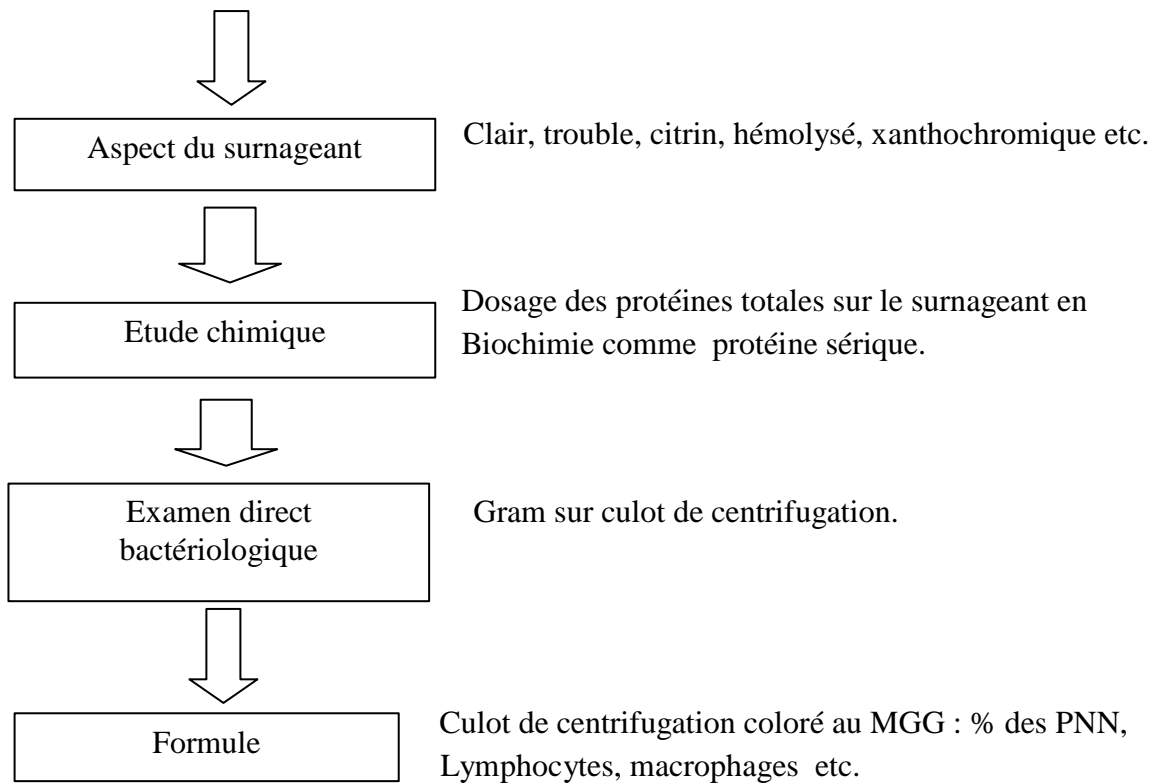 Aspect du surnageant
Clair, trouble, citrin, hémolysé, xanthochromique etc.
Etude chimique
Dosage des protéines totales sur le surnageant en
Biochimie comme protéine sérique.
Examen direct
bactériologique
Gram sur culot de centrifugation.
Formule
Culot de centrifugation coloré au MGG : % des PNN,
Lymphocytes, macrophages etc.